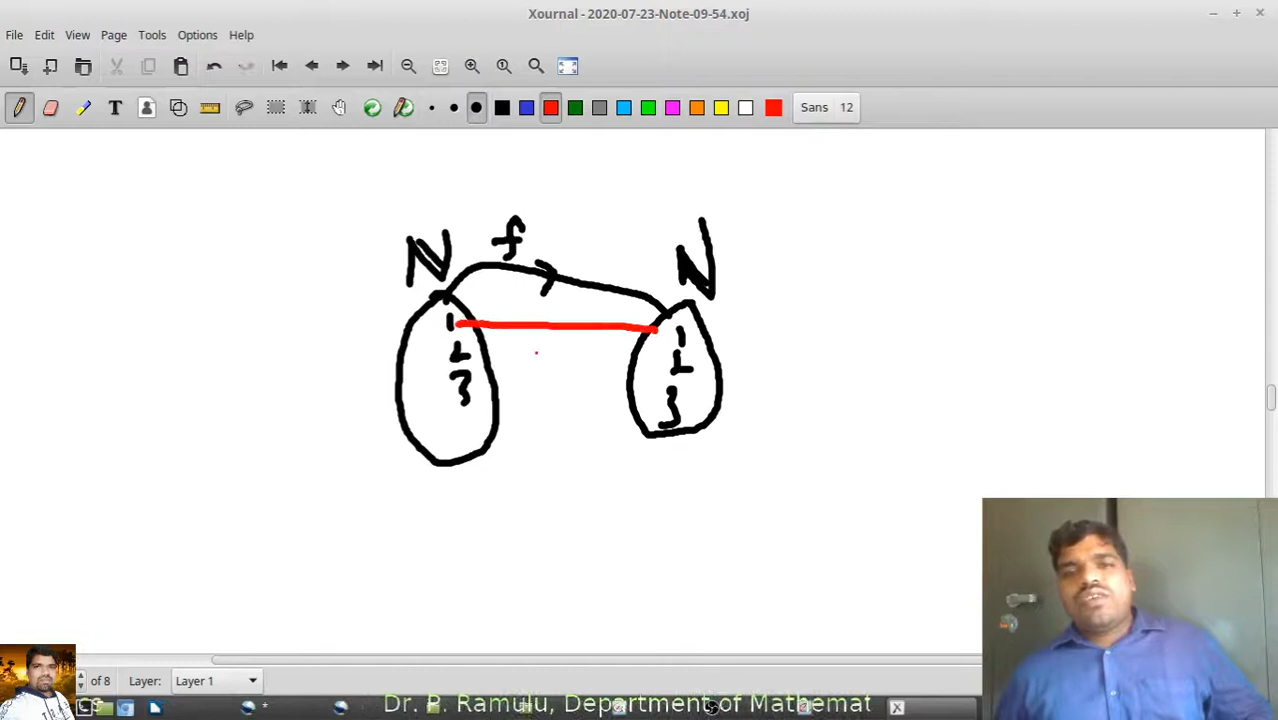 Xournal - 2020-07-23-Note-09-54.xoj
File Edit View Page Tools Options Help
Sans 12
N f N
1 1
2 2
3 3
of 8 Layer: Layer 1
Dr. P. Ramulu, Department of Mathemat